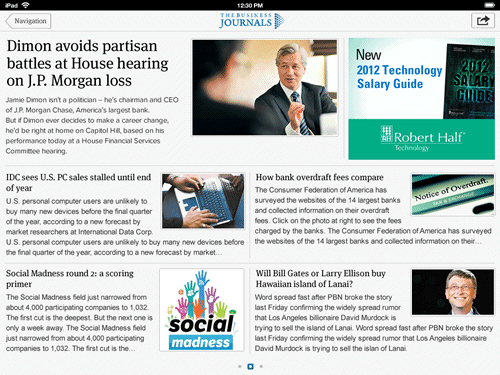 iPad
12:30 PM
Navigation
THE BUSINESS
JOURNALS
Dimon avoids partisan
battles at House hearing
on J.P. Morgan loss
Jamie Dimon isn't a politician – he's chairman and CEO
of J.P. Morgan Chase, America's largest bank.
But if Dimon ever decides to make a career change,
he'd be right at home on Capitol Hill, based on his
performance today at a House Financial Services
Committee hearing.
New
2012 Technology
Salary Guide
2012
SALARY
GUIDE
RH Robert Half®
Technology
IDC sees U.S. PC sales stalled until end
of year
U.S. personal computer users are unlikely to
buy many new devices before the final quarter
of the year, according to a new forecast by
market researchers at International Data Corp.
U.S. personal computer users are unlikely to buy many new devices before
the final quarter of the year, according to a new forecast by market…
How bank overdraft fees compare
The Consumer Federation of America has
surveyed the websites of the 14 largest banks
and collected information on their overdraft
fees. Click on the photo at right to see the fees
charged by the banks. The Consumer Federation of America has surveyed
the websites of the 14 largest banks and collected information on their…
Notice of Overdraft.
Social Madness round 2: a scoring
primer
The Social Madness field just narrowed from
about 4,000 participating companies to 1,032.
The first cut is the deepest. But the next one is
only a week away. The Social Madness field
just narrowed from about 4,000 participating
companies to 1,032. The first cut is the…
social
madness
Will Bill Gates or Larry Ellison buy
Hawaiian island of Lanai?
Word spread fast after PBN broke the story
last Friday confirming the widely spread rumor
that Los Angeles billionaire David Murdock is
trying to sell the island of Lanai. Word spread fast after PBN broke the story
last Friday confirming the widely spread rumor that Los Angeles billionaire
David Murdock is trying to sell the islan of Lanai.